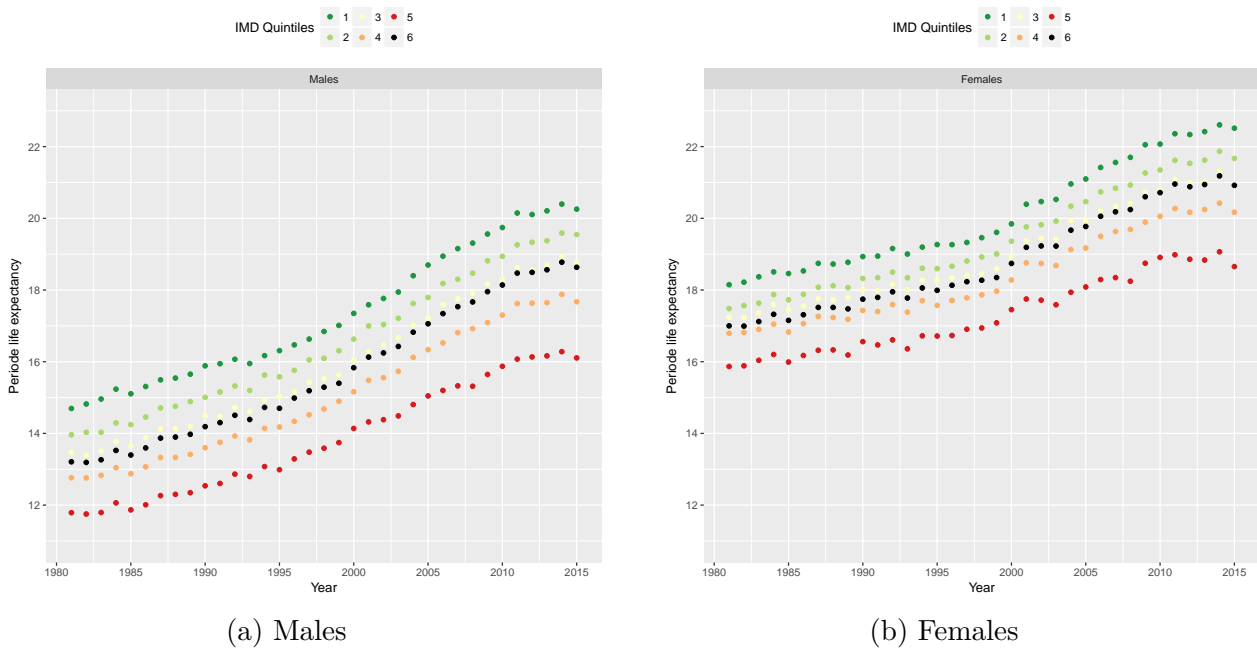 IMD Quintiles
1 3 5
2 4 6
Males
Periode life expectancy
22
20
18
16
14
12
1980 1985 1990 1995 2000 2005 2010 2015
Year
(a) Males
IMD Quintiles
1 3 5
2 4 6
Females
Periode life expectancy
22
20
18
16
14
12
1980 1985 1990 1995 2000 2005 2010 2015
Year
(b) Females